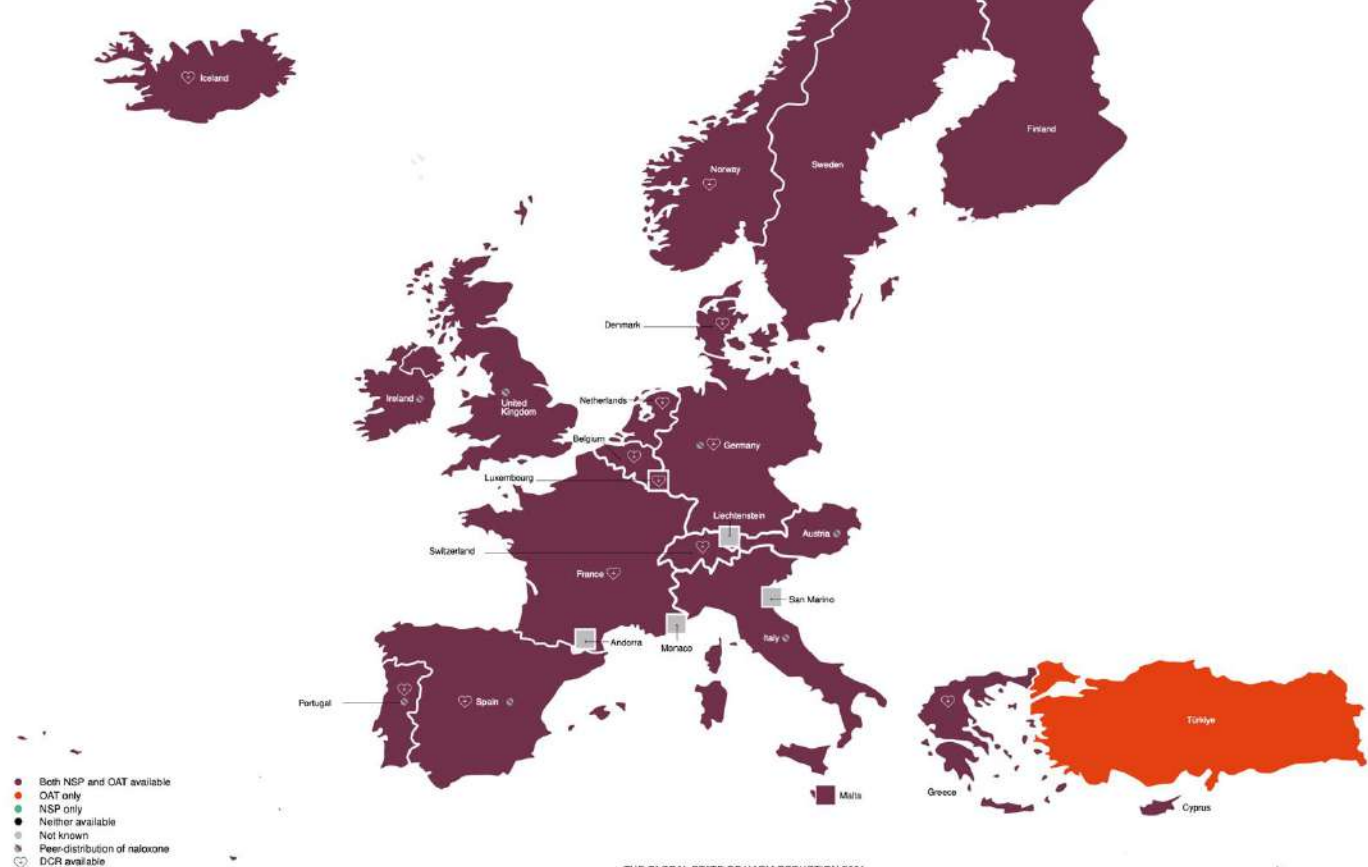 Iceland
Finland
Norway
Sweden
Denmark
Ireland
United
Kingdom
Netherlands
Belgium
Germany
Luxembourg
Liechtenstein
Austria
Switzerland
France
San Marino
Italy
Andorra
Monaco
Portugal
Spain
Türkiye
Greece
Malta
Cyprus
Both NSP and OAT available
OAT only
NSP only
Neither available
Not known
Peer-distribution of naloxone
DCR available